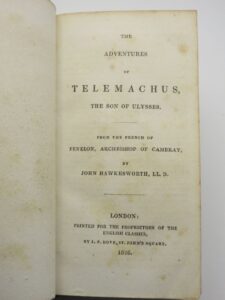 THE
ADVENTURES
OF
TELEMACHUS,
THE SON OF ULYSSES.
FROM THE FRENCH OF
FENELON, ARCHBISHOP OF CAMBRAY,
BY
JOHN HAWKESWORTH, LL. D.
LONDON:
PRINTED FOR THE PROPRIETORS OF THE
ENGLISH CLASSICS,
BY J. F. DOVE, ST. JOHN'S SQUARE.